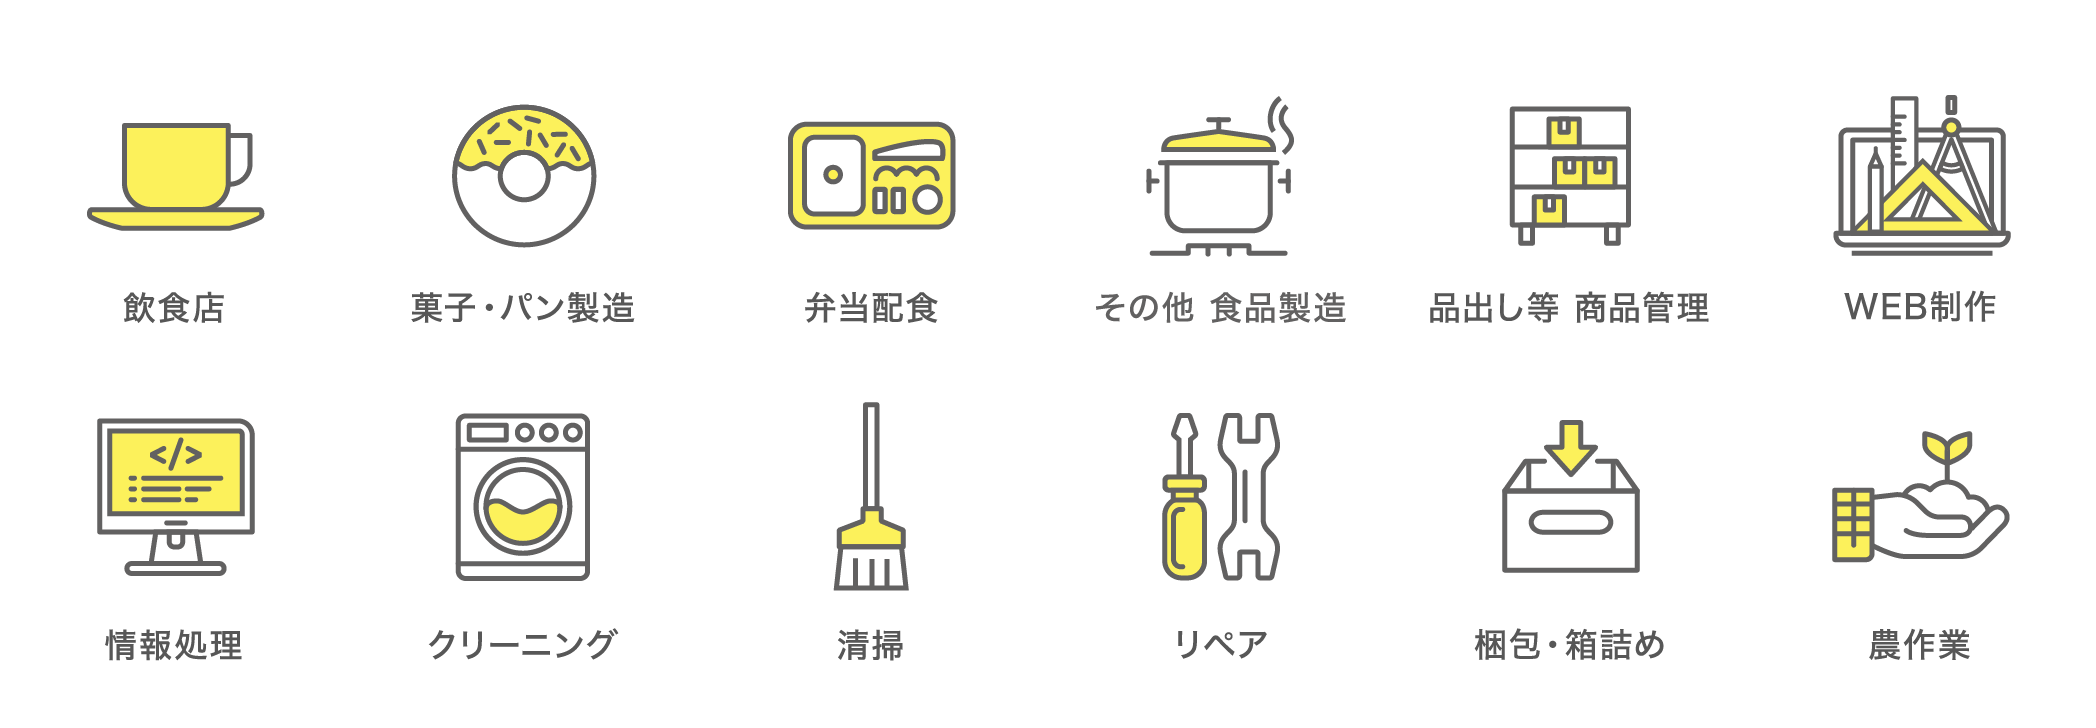 飲食店
菓子・パン製造
弁当配食
その他 食品製造
品出し等 商品管理
WEB制作
</>
情報処理
クリーニング
清掃
リペア
梱包・箱詰め
農作業